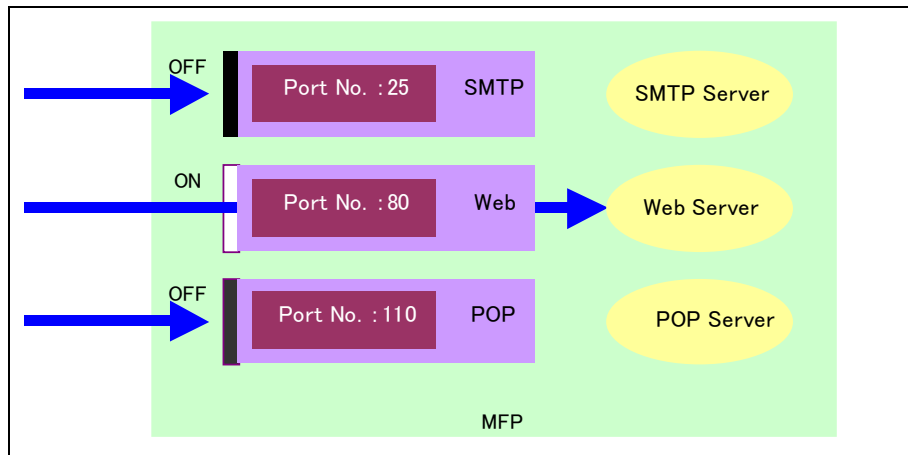 OFF
Port No. :25 SMTP SMTP Server
ON
Port No. :80 Web Web Server
OFF
Port No. :110 POP POP Server
MFP